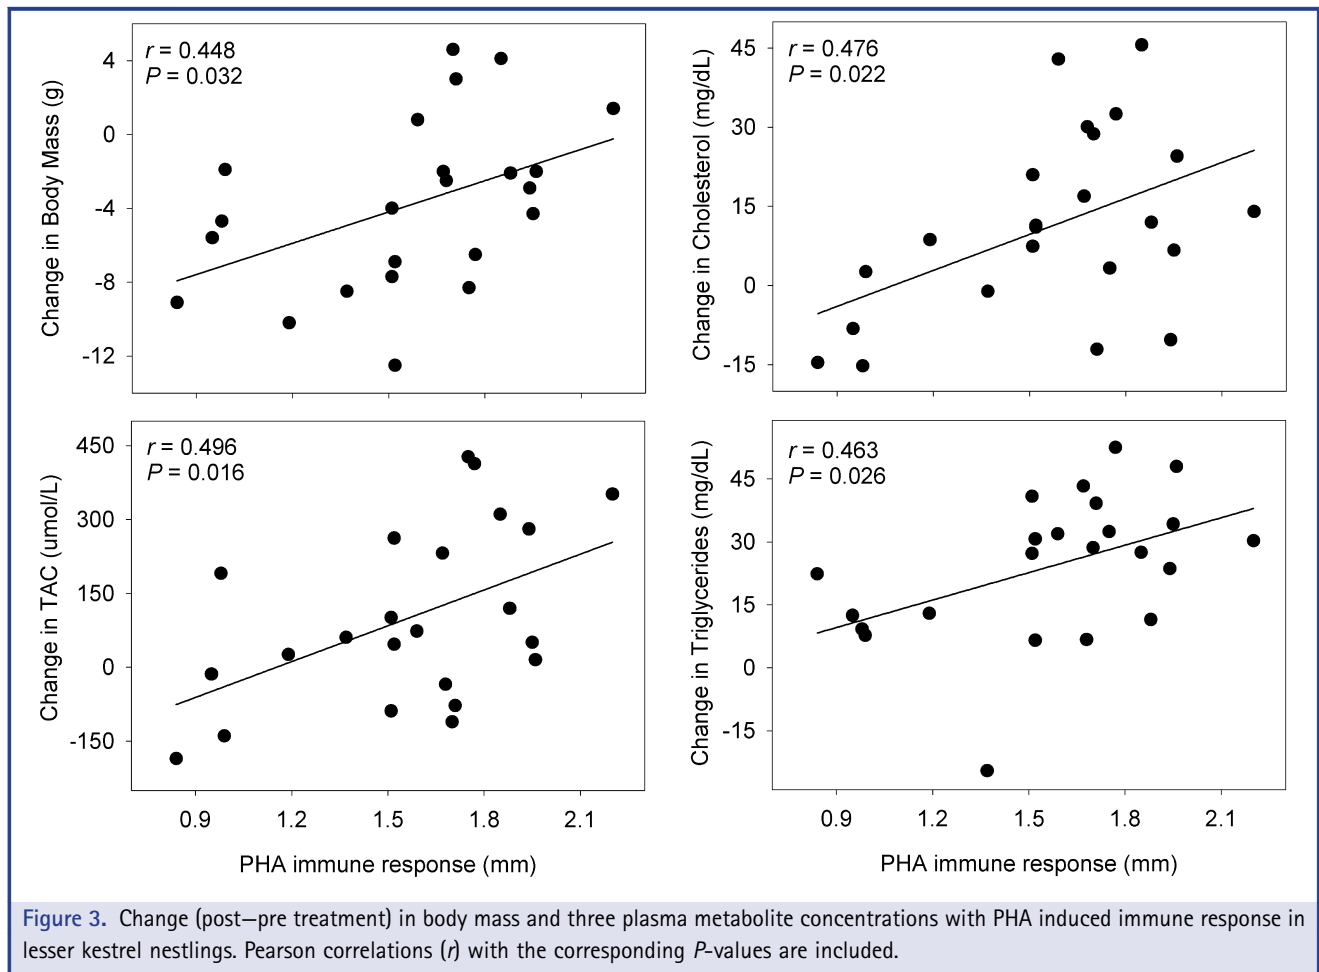 r = 0.448
P = 0.032
4
0
-4
-8
-12
Change in Body Mass (g)
r = 0.476
P = 0.022
45
30
15
0
-15
Change in Cholesterol (mg/dL)
r = 0.496
P = 0.016
450
300
150
0
-150
Change in TAC (umol/L)
0.9 1.2 1.5 1.8 2.1
PHA immune response (mm)
r = 0.463
P = 0.026
45
30
15
0
-15
Change in Triglycerides (mg/dL)
0.9 1.2 1.5 1.8 2.1
PHA immune response (mm)
Figure 3. Change (post—pre treatment) in body mass and three plasma metabolite concentrations with PHA induced immune response in
lesser kestrel nestlings. Pearson correlations (r) with the corresponding P-values are included.